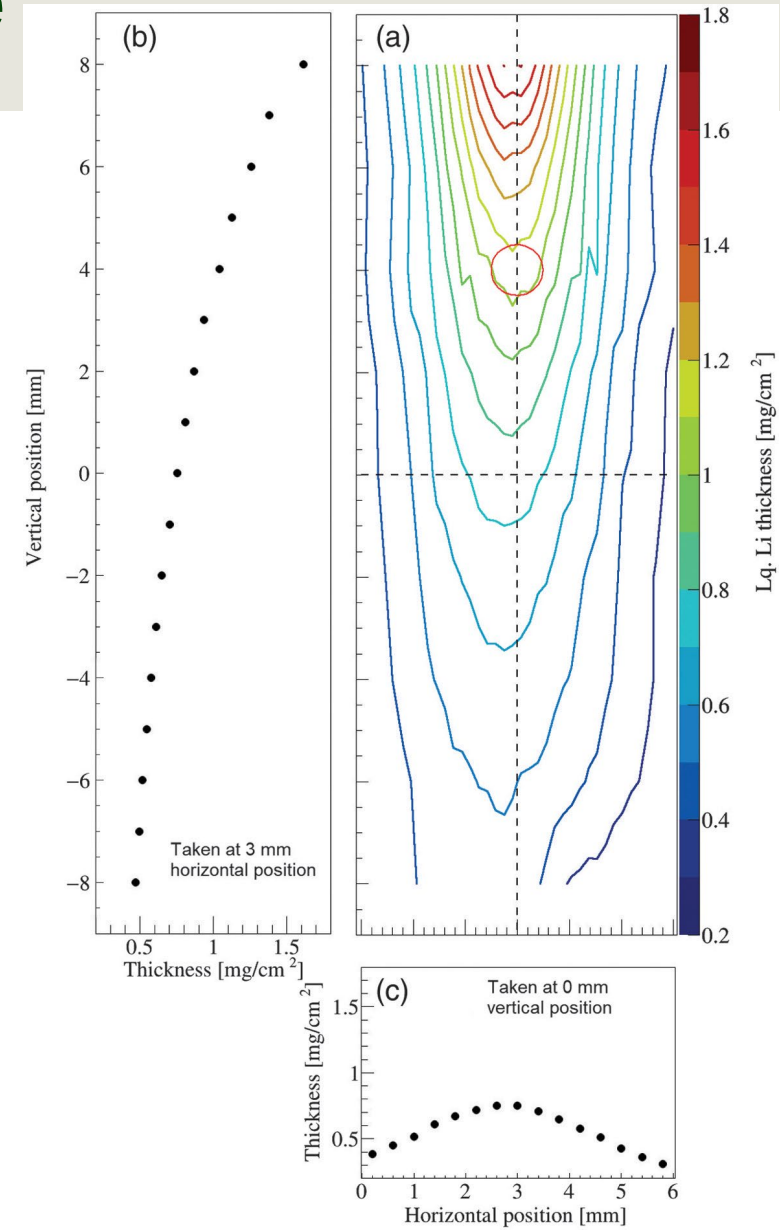 e
(b)
(a)
8
6
4
2
0
−2
−4
−6
−8
Vertical position [mm]
Taken at 3 mm
horizontal position
0.5
1
1.5
Thickness [mg/cm²]
1.8
1.6
1.4
1.2
1
0.8
0.6
0.4
0.2
Lq. Li thickness [mg/cm²]
(c)
Taken at 0 mm
vertical position
1.5
1
0.5
Thickness [mg/cm²]
0
1
2
3
4
5
6
Horizontal position [mm]